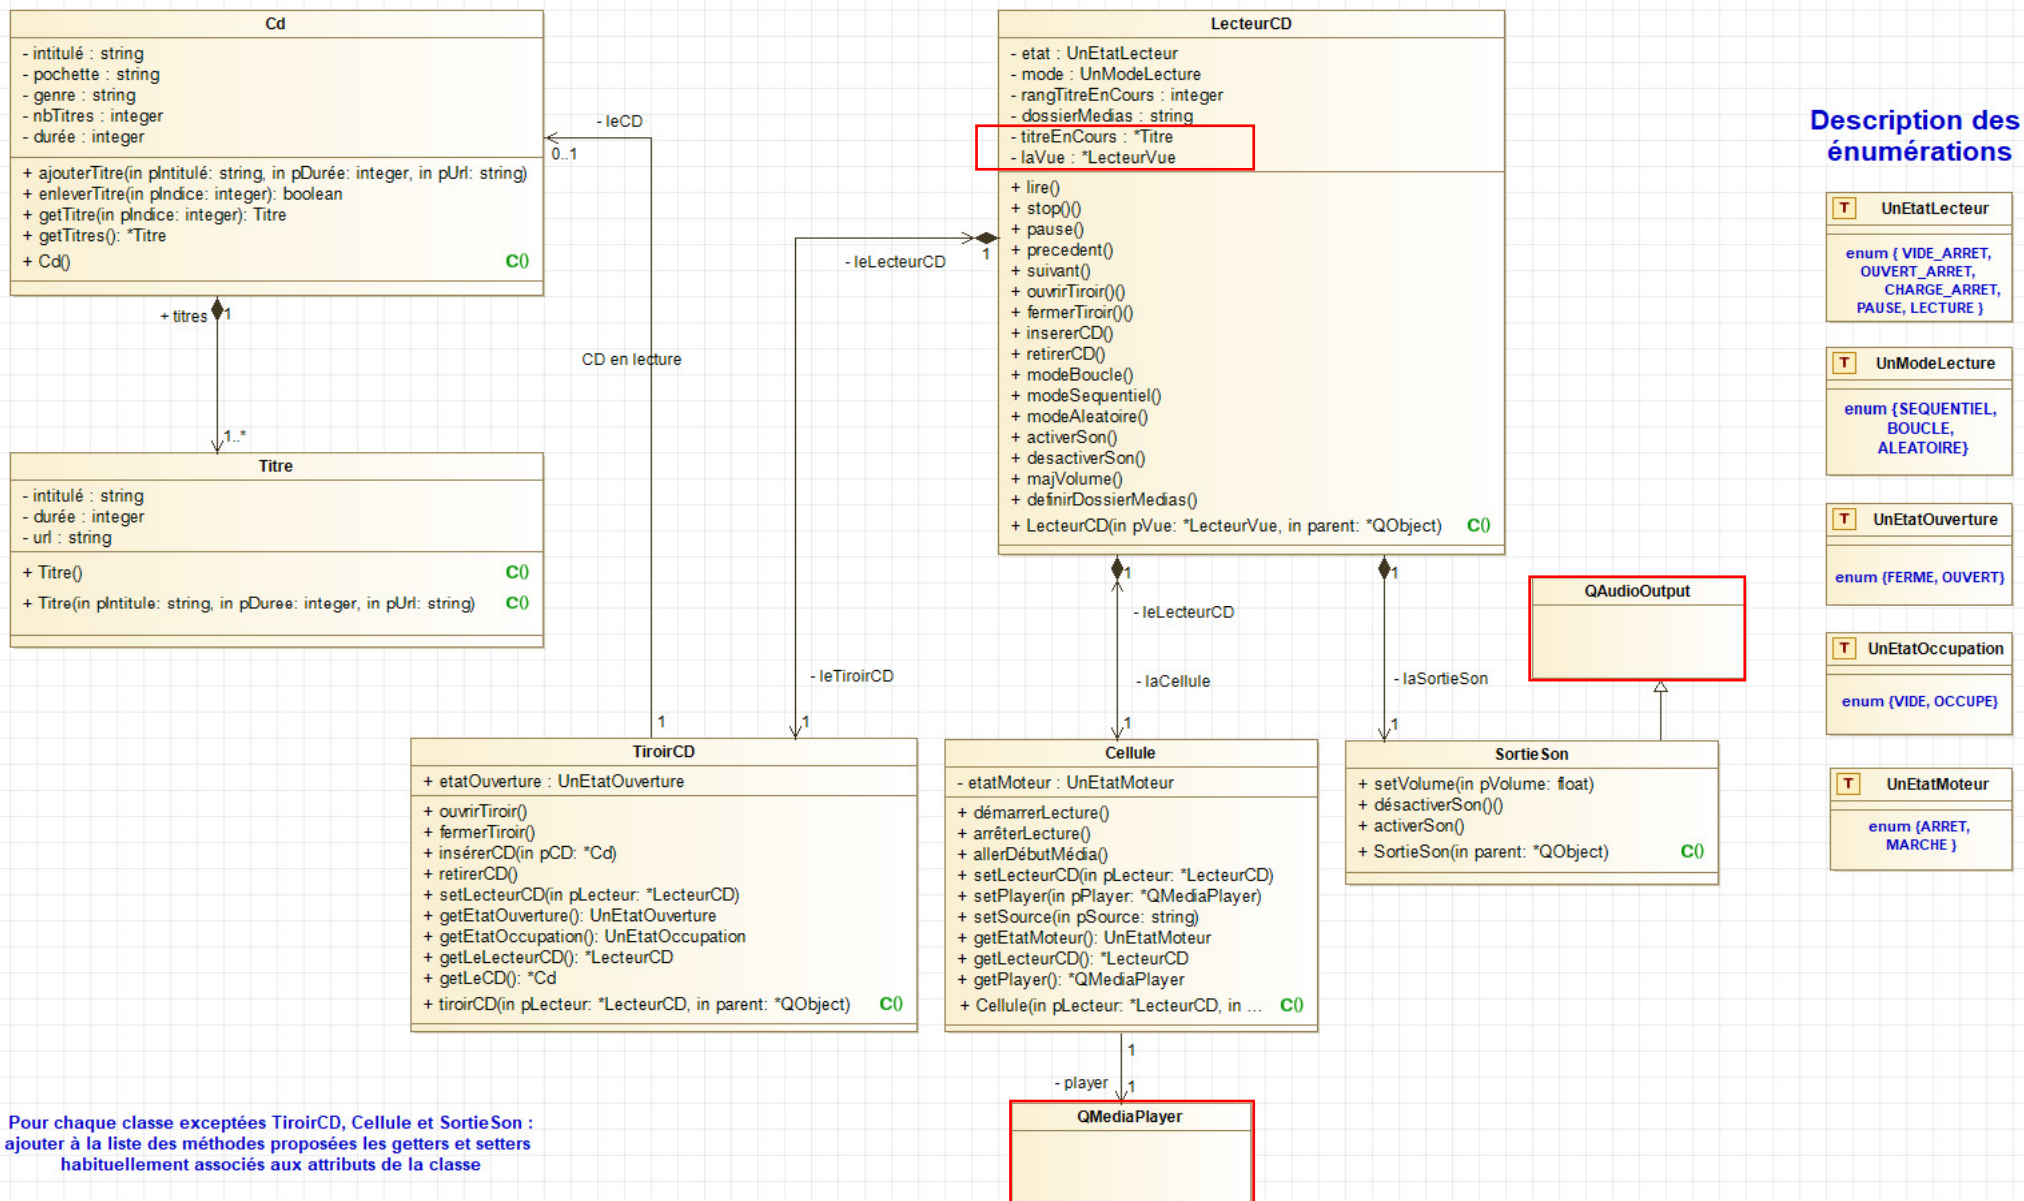 Cd
- intitulé : string
- pochette : string
- genre : string
- nbTitres : integer
- durée : integer
+ ajouterTitre(in pIntitulé: string, in pDurée: integer, in pUrl: string)
+ enleverTitre(in pIndice: integer): boolean
+ getTitre(in pIndice: integer): Titre
+ getTitres(): *Titre
+ Cd() C()
+ titres 1
1..*
Titre
- intitulé : string
- durée : integer
- url : string
+ Titre() C()
+ Titre(in pIntitule: string, in pDuree: integer, in pUrl: string) C()
- leCD
0..1
CD en lecture
1
LecteurCD
- etat : UnEtatLecteur
- mode : UnModeLecture
- rangTitreEnCours : integer
- dossierMedias : string
- titreEnCours : *Titre
- laVue : *LecteurVue
+ lire()
+ stop()()
+ pause()
+ precedent()
+ suivant()
+ ouvrirTiroir()()
+ fermerTiroir()()
+ insererCD()
+ retirerCD()
+ modeBoucle()
+ modeSequentiel()
+ modeAleatoire()
+ activerSon()
+ desactiverSon()
+ majVolume()
+ definirDossierMedias()
+ LecteurCD(in pVue: *LecteurVue, in parent: *QObject) C()
1
- leLecteurCD
- leTiroirCD
1
1
- leLecteurCD
- laCellule
1
1
- laSortieSon
1
QAudioOutput
TiroirCD
+ etatOuverture : UnEtatOuverture
+ ouvrirTiroir()
+ fermerTiroir()
+ insérerCD(in pCD: *Cd)
+ retirerCD()
+ setLecteurCD(in pLecteur: *LecteurCD)
+ getEtatOuverture(): UnEtatOuverture
+ getEtatOccupation(): UnEtatOccupation
+ getLeLecteurCD(): *LecteurCD
+ getLeCD(): *Cd
+ tiroirCD(in pLecteur: *LecteurCD, in parent: *QObject) C()
Cellule
- etatMoteur : UnEtatMoteur
+ démarrerLecture()
+ arrêterLecture()
+ allerDébutMédia()
+ setLecteurCD(in pLecteur: *LecteurCD)
+ setPlayer(in pPlayer: *QMediaPlayer)
+ setSource(in pSource: string)
+ getEtatMoteur(): UnEtatMoteur
+ getLecteurCD(): *LecteurCD
+ getPlayer(): *QMediaPlayer
+ Cellule(in pLecteur: *LecteurCD, in ... C()
1
- player 1
QMediaPlayer
SortieSon
+ setVolume(in pVolume: float)
+ désactiverSon()()
+ activerSon()
+ SortieSon(in parent: *QObject) C()
Description des
énumérations
T UnEtatLecteur
enum { VIDE_ARRET,
OUVERT_ARRET,
CHARGE_ARRET,
PAUSE, LECTURE }
T UnModeLecture
enum {SEQUENTIEL,
BOUCLE,
ALEATOIRE}
T UnEtatOuverture
enum {FERME, OUVERT}
T UnEtatOccupation
enum {VIDE, OCCUPE}
T UnEtatMoteur
enum {ARRET,
MARCHE }
Pour chaque classe exceptées TiroirCD, Cellule et SortieSon :
ajouter à la liste des méthodes proposées les getters et setters
habituellement associés aux attributs de la classe